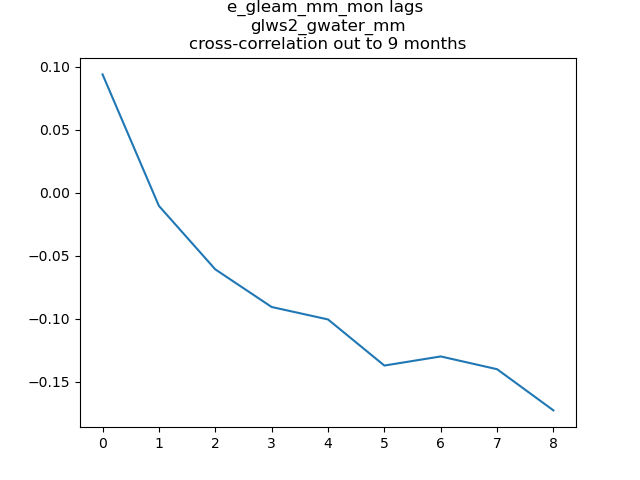 e_gleam_mm_mon lags
glws2_gwater_mm
cross-correlation out to 9 months
0.10
0.05
0.00
−0.05
−0.10
−0.15
0 1 2 3 4 5 6 7 8